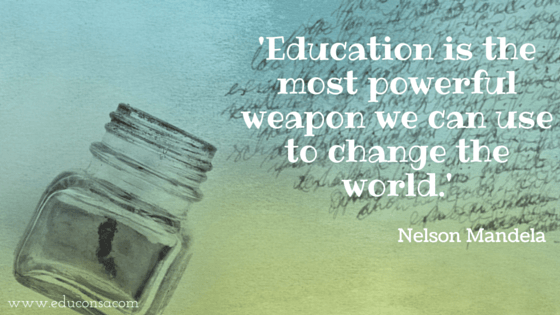 'Education is the
most powerful
weapon we can use
to change the
world.'
Nelson Mandela
www.educonsa.com